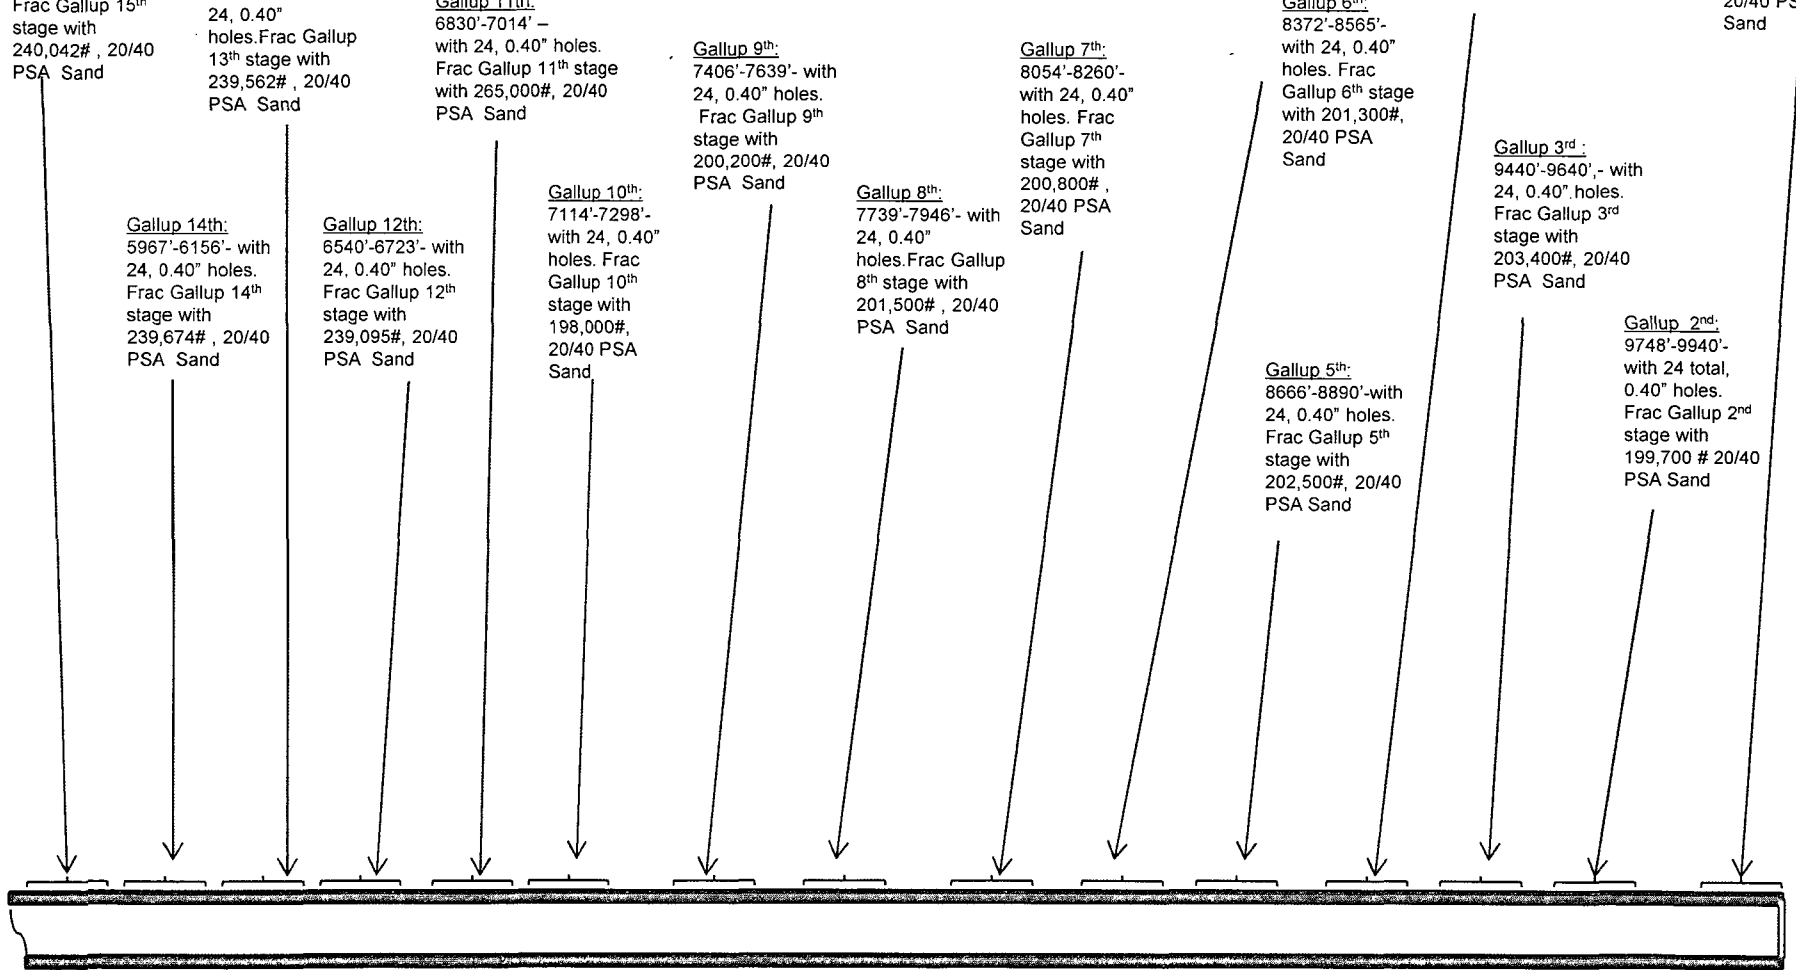 Frac Gallup 15th
stage with
240,042# , 20/40
PSA Sand
24, 0.40"
holes.Frac Gallup
13th stage with
239,562# , 20/40
PSA Sand
Gallup 11th:
6830'-7014' –
with 24, 0.40" holes.
Frac Gallup 11th stage
with 265,000#, 20/40
PSA Sand
Gallup 9th:
7406'-7639'- with
24, 0.40" holes.
Frac Gallup 9th
stage with
200,200#, 20/40
PSA Sand
Gallup 7th:
8054'-8260'-
with 24, 0.40"
holes. Frac
Gallup 7th
stage with
200,800# ,
20/40 PSA
Sand
Gallup 6th:
8372'-8565'-
with 24, 0.40"
holes. Frac
Gallup 6th stage
with 201,300#,
20/40 PSA
Sand
20/40 PS
Sand
Gallup 14th:
5967'-6156'- with
24, 0.40" holes.
Frac Gallup 14th
stage with
239,674# , 20/40
PSA Sand
Gallup 12th:
6540'-6723'- with
24, 0.40" holes.
Frac Gallup 12th
stage with
239,095#, 20/40
PSA Sand
Gallup 10th:
7114'-7298'-
with 24, 0.40"
holes. Frac
Gallup 10th
stage with
198,000#,
20/40 PSA
Sand
Gallup 8th:
7739'-7946'- with
24, 0.40"
holes.Frac Gallup
8th stage with
201,500# , 20/40
PSA Sand
Gallup 3rd :
9440'-9640',- with
24, 0.40" holes.
Frac Gallup 3rd
stage with
203,400#, 20/40
PSA Sand
Gallup 5th:
8666'-8890'-with
24, 0.40" holes.
Frac Gallup 5th
stage with
202,500#, 20/40
PSA Sand
Gallup 2nd:
9748'-9940'-
with 24 total,
0.40" holes.
Frac Gallup 2nd
stage with
199,700 # 20/40
PSA Sand